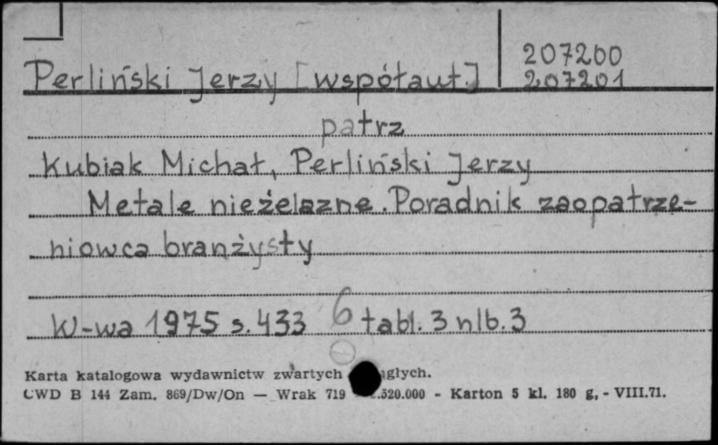 207200
Perliński Jerzy [współaut.] 207201
patrz
Kubiak Michał, Perliński Jerzy
Metale nieżelazne. Poradnik zaopatrze-
niowca branżysty
W-wa 1975 s. 433 6 tabl. 3 nlb. 3
Karta katalogowa wydawnictw zwartych
CWD B 144 Zam. 869/Dw/On — Wrak 719 .520.000 - Karton 5 kl. 180 g, - VIII.71.